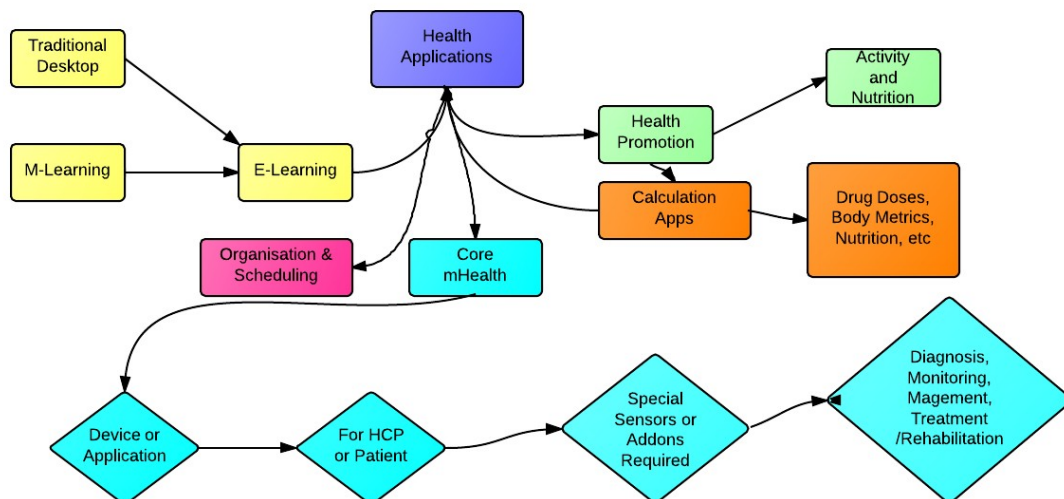 Traditional
Desktop
Health
Applications
Activity
and
Nutrition
Health
Promotion
M-Learning
E-Learning
Calculation
Apps
Drug Doses,
Body Metrics,
Nutrition, etc
Organisation &
Scheduling
Core
mHealth
Device or
Application
For HCP
or Patient
Special
Sensors or
Addons
Required
Diagnosis,
Monitoring,
Magement,
Treatment
/Rehabilitation